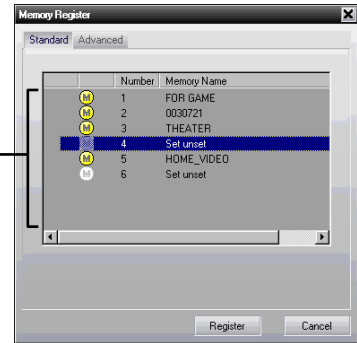 Memory Register
Standard Advanced
Number Memory Name
M 1 FOR GAME
M 2 0030721
M 3 THEATER
M 4 Set unset
M 5 HOME_VIDEO
M 6 Set unset
Register Cancel